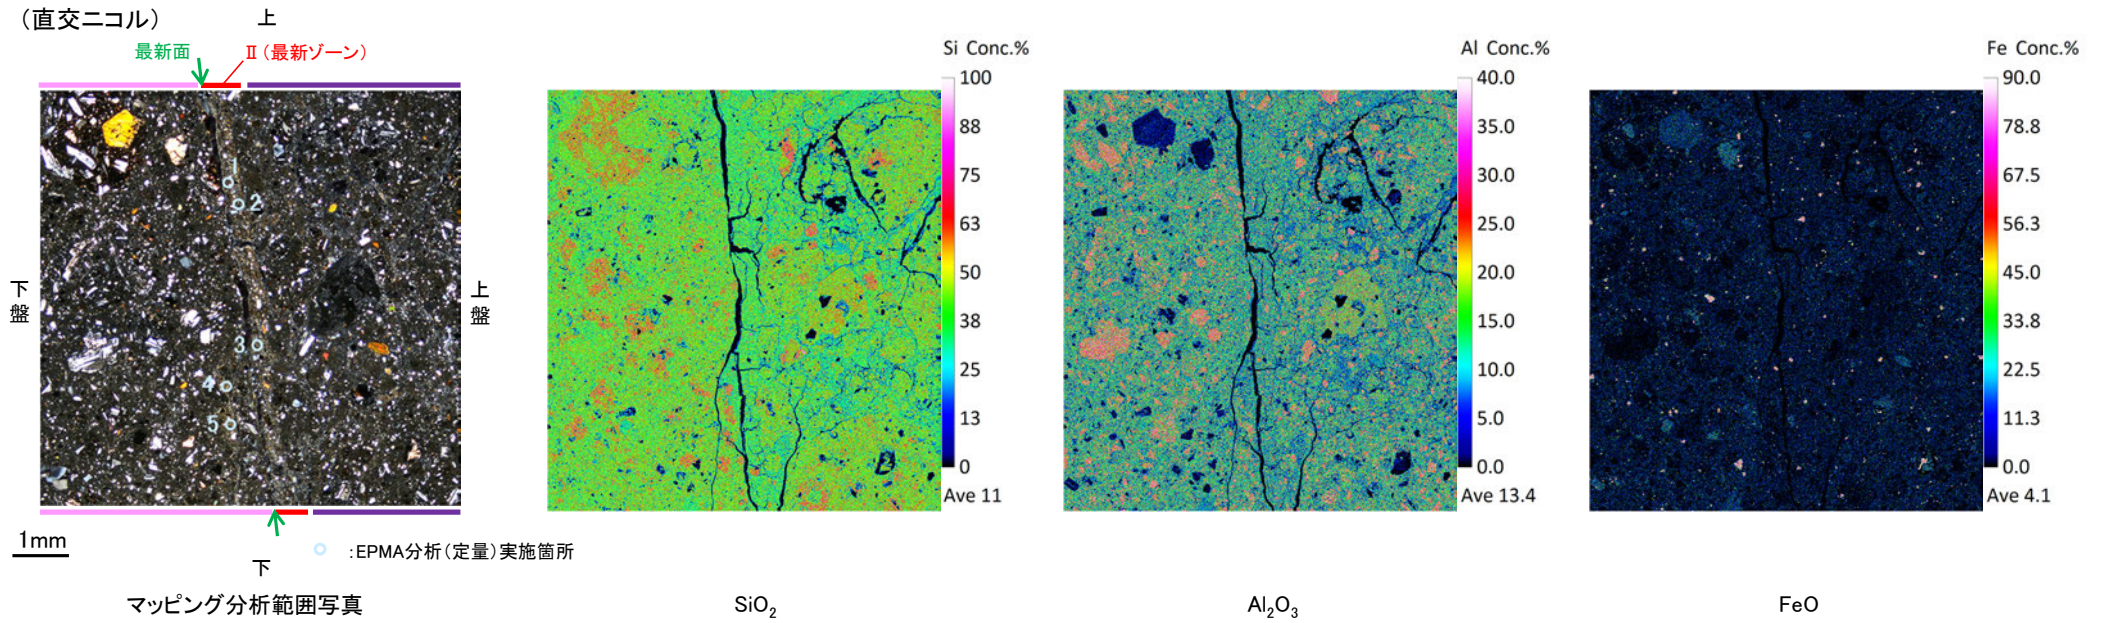 （直交ニコル）
上
最新面
Ⅱ（最新ゾーン）
下盤
上盤
1
2
3
4
5
1mm
下
:EPMA分析（定量）実施箇所
マッピング分析範囲写真
Si Conc.%
100
88
75
63
50
38
25
13
0
Ave 11
SiO₂
Al Conc.%
40.0
35.0
30.0
25.0
20.0
15.0
10.0
5.0
0.0
Ave 13.4
Al₂O₃
Fe Conc.%
90.0
78.8
67.5
56.3
45.0
33.8
22.5
11.3
0.0
Ave 4.1
FeO